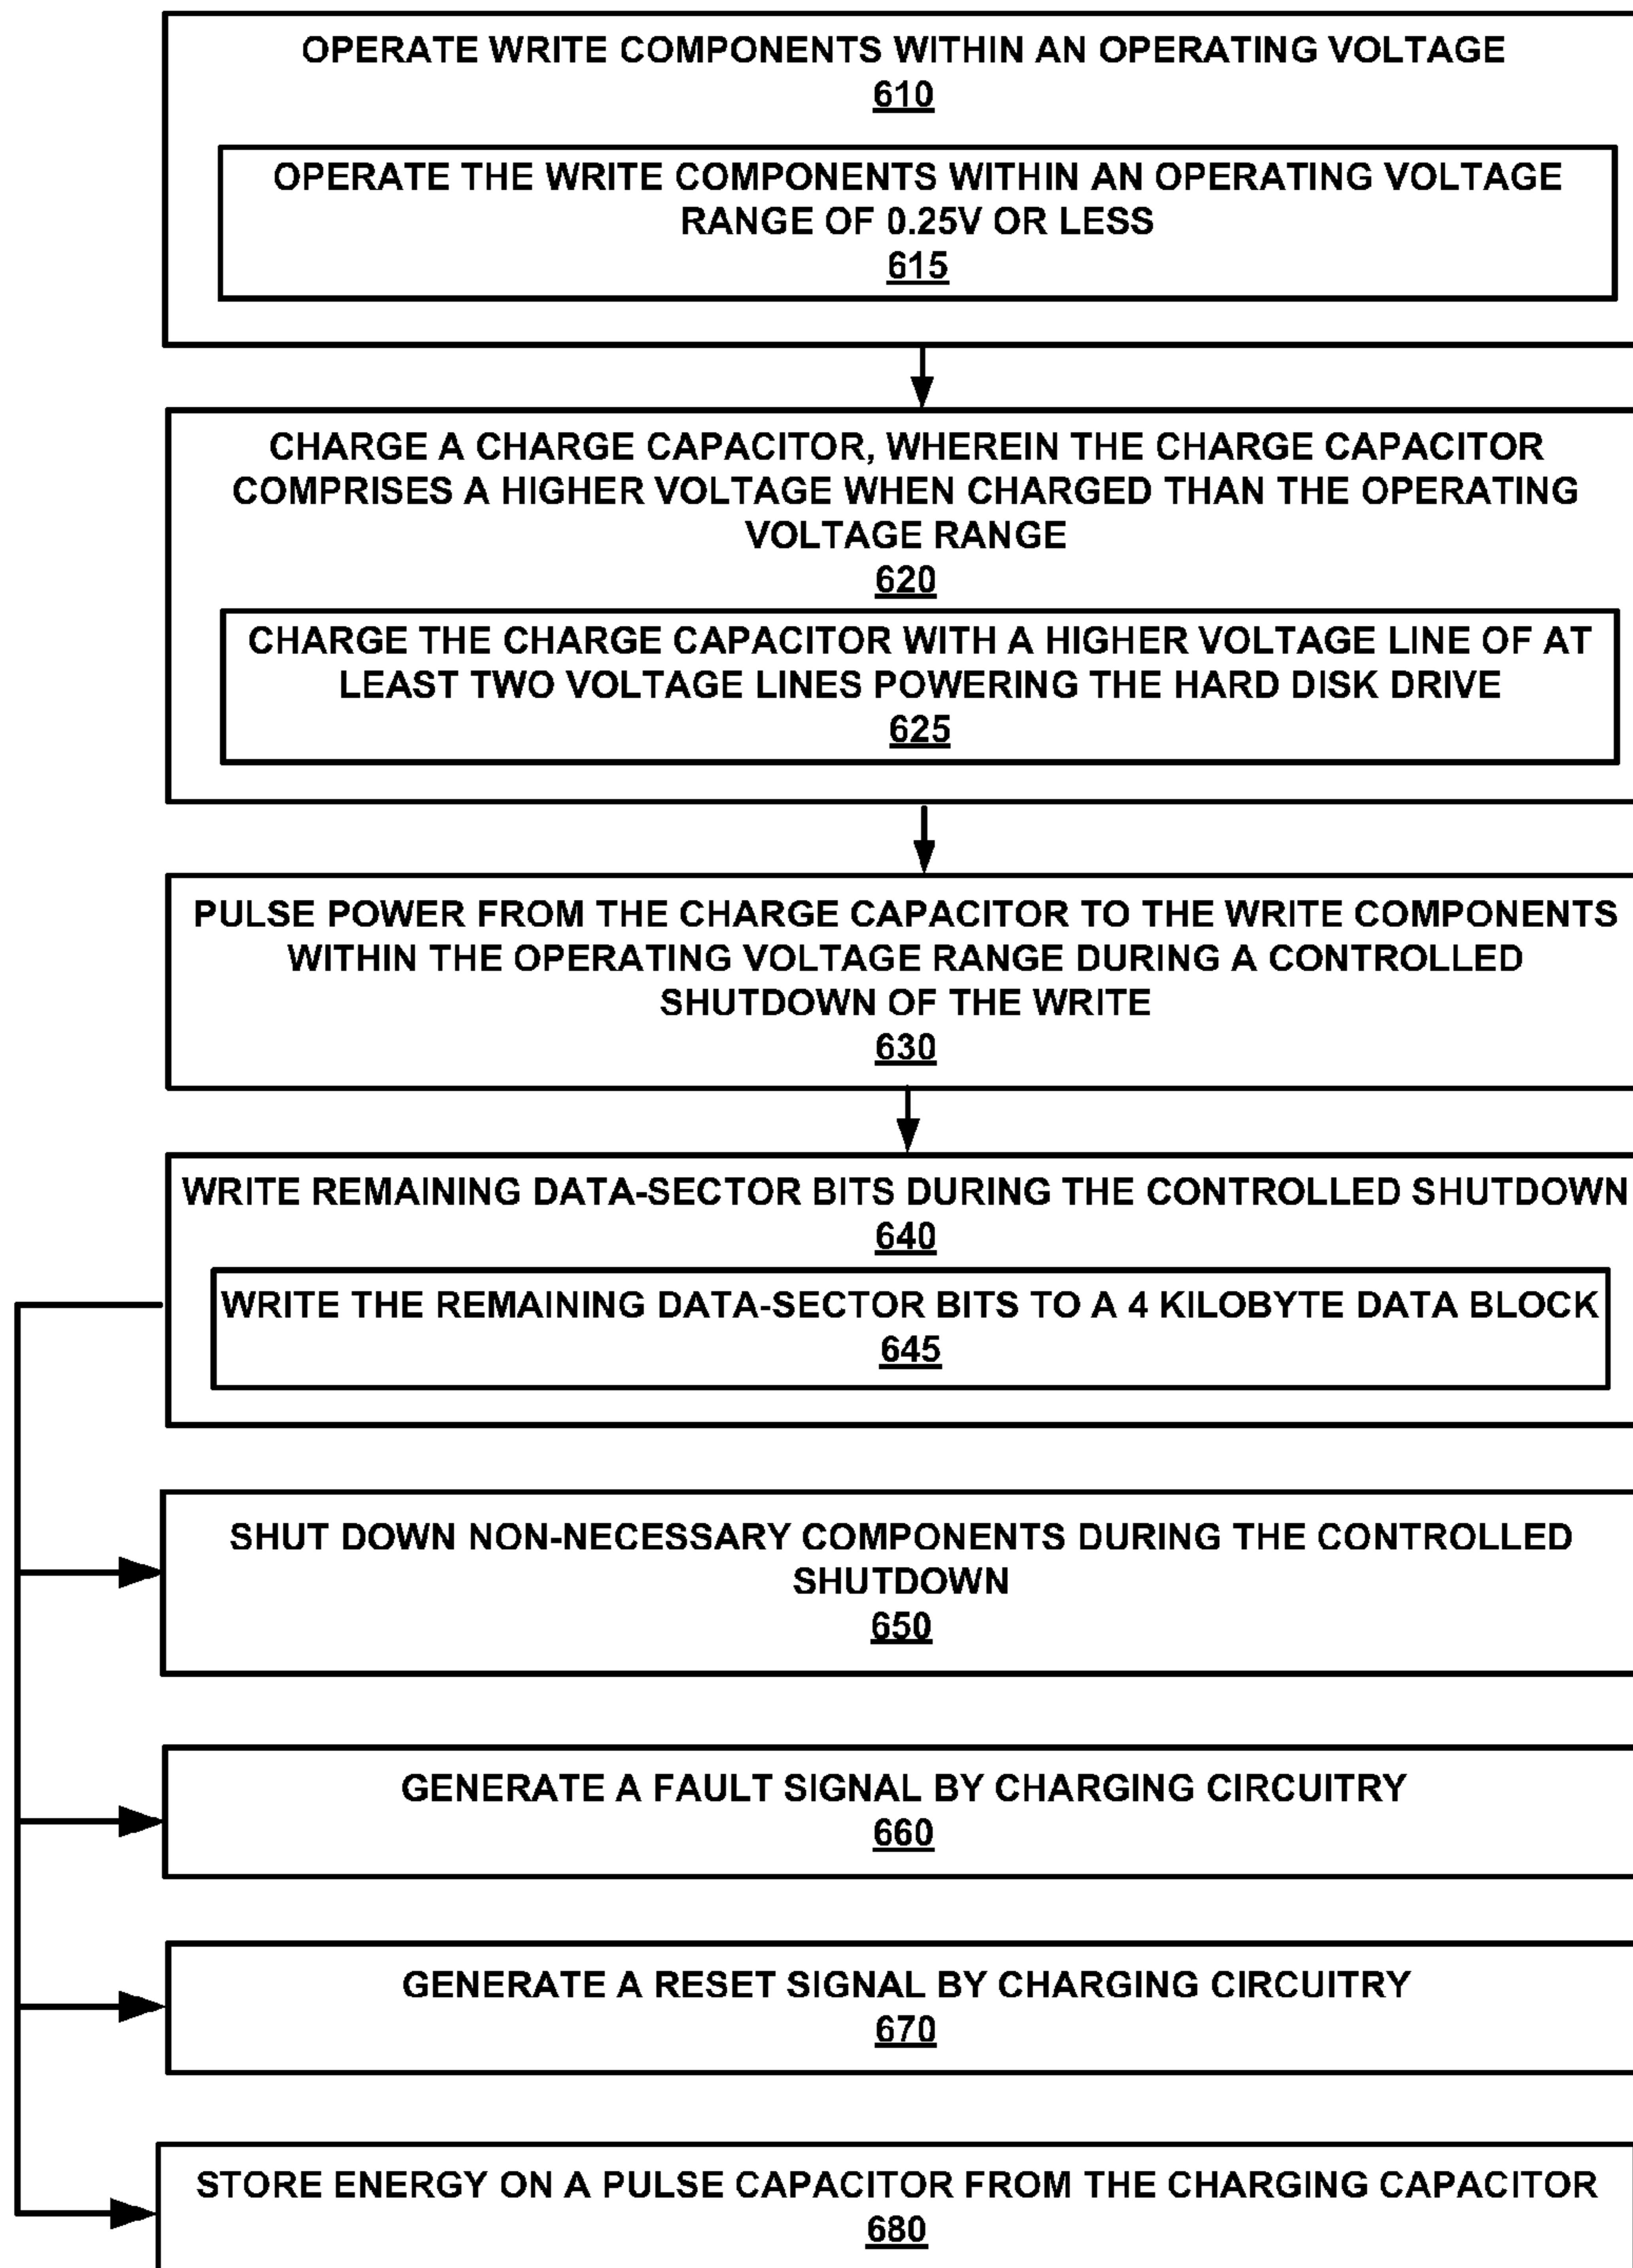 OPERATE WRITE COMPONENTS WITHIN AN OPERATING VOLTAGE
610
OPERATE THE WRITE COMPONENTS WITHIN AN OPERATING VOLTAGE
RANGE OF 0.25V OR LESS
615
CHARGE A CHARGE CAPACITOR, WHEREIN THE CHARGE CAPACITOR
COMPRISES A HIGHER VOLTAGE WHEN CHARGED THAN THE OPERATING
VOLTAGE RANGE
620
CHARGE THE CHARGE CAPACITOR WITH A HIGHER VOLTAGE LINE OF AT
LEAST TWO VOLTAGE LINES POWERING THE HARD DISK DRIVE
625
PULSE POWER FROM THE CHARGE CAPACITOR TO THE WRITE COMPONENTS
WITHIN THE OPERATING VOLTAGE RANGE DURING A CONTROLLED
SHUTDOWN OF THE WRITE
630
WRITE REMAINING DATA-SECTOR BITS DURING THE CONTROLLED SHUTDOWN
640
WRITE THE REMAINING DATA-SECTOR BITS TO A 4 KILOBYTE DATA BLOCK
645
SHUT DOWN NON-NECESSARY COMPONENTS DURING THE CONTROLLED
SHUTDOWN
650
GENERATE A FAULT SIGNAL BY CHARGING CIRCUITRY
660
GENERATE A RESET SIGNAL BY CHARGING CIRCUITRY
670
STORE ENERGY ON A PULSE CAPACITOR FROM THE CHARGING CAPACITOR
680